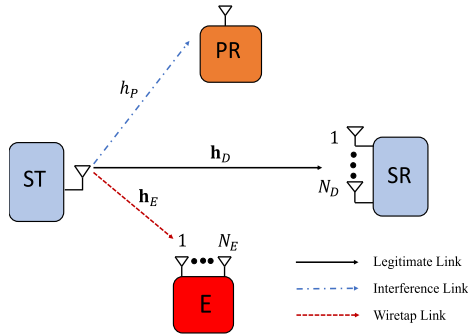 PR
h_P
1
h_D
ST
SR
N_D
h_E
1
N_E
E
Legitimate Link
Interference Link
Wiretap Link